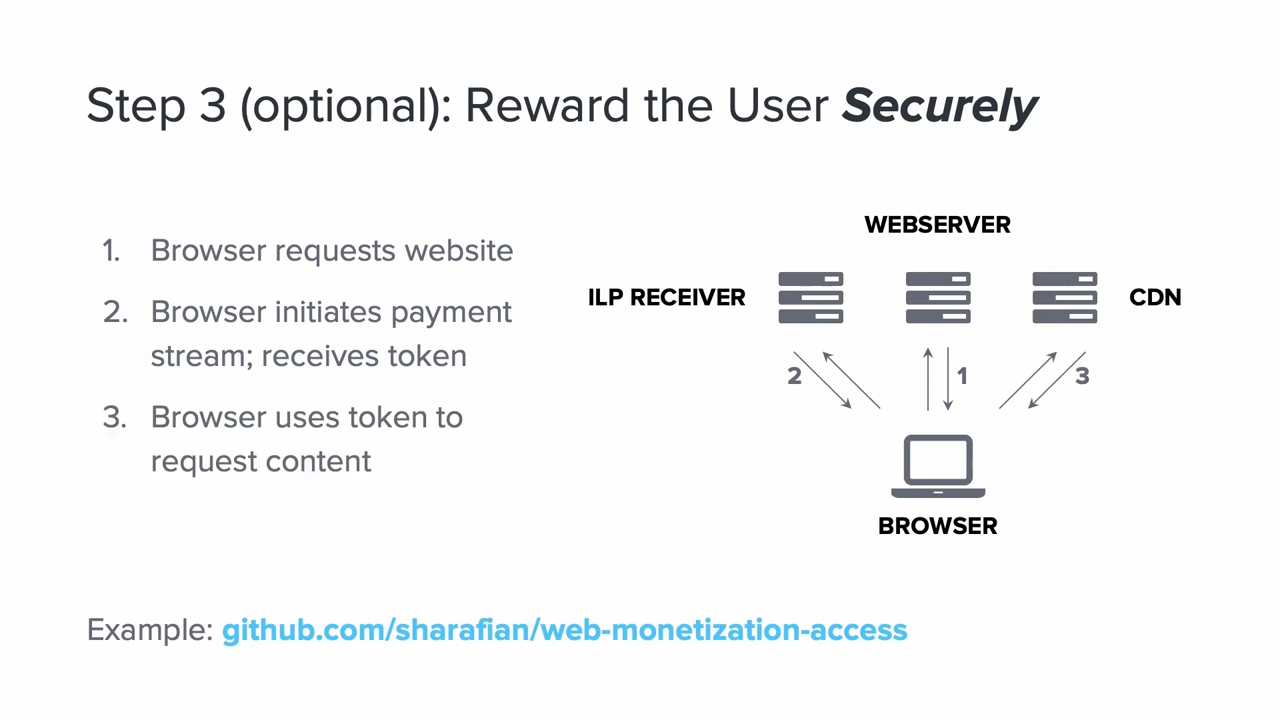 Step 3 (optional): Reward the User Securely
1. Browser requests website
2. Browser initiates payment
stream; receives token
3. Browser uses token to
request content
WEBSERVER
ILP RECEIVER
CDN
2
1
3
BROWSER
Example: github.com/sharafian/web-monetization-access